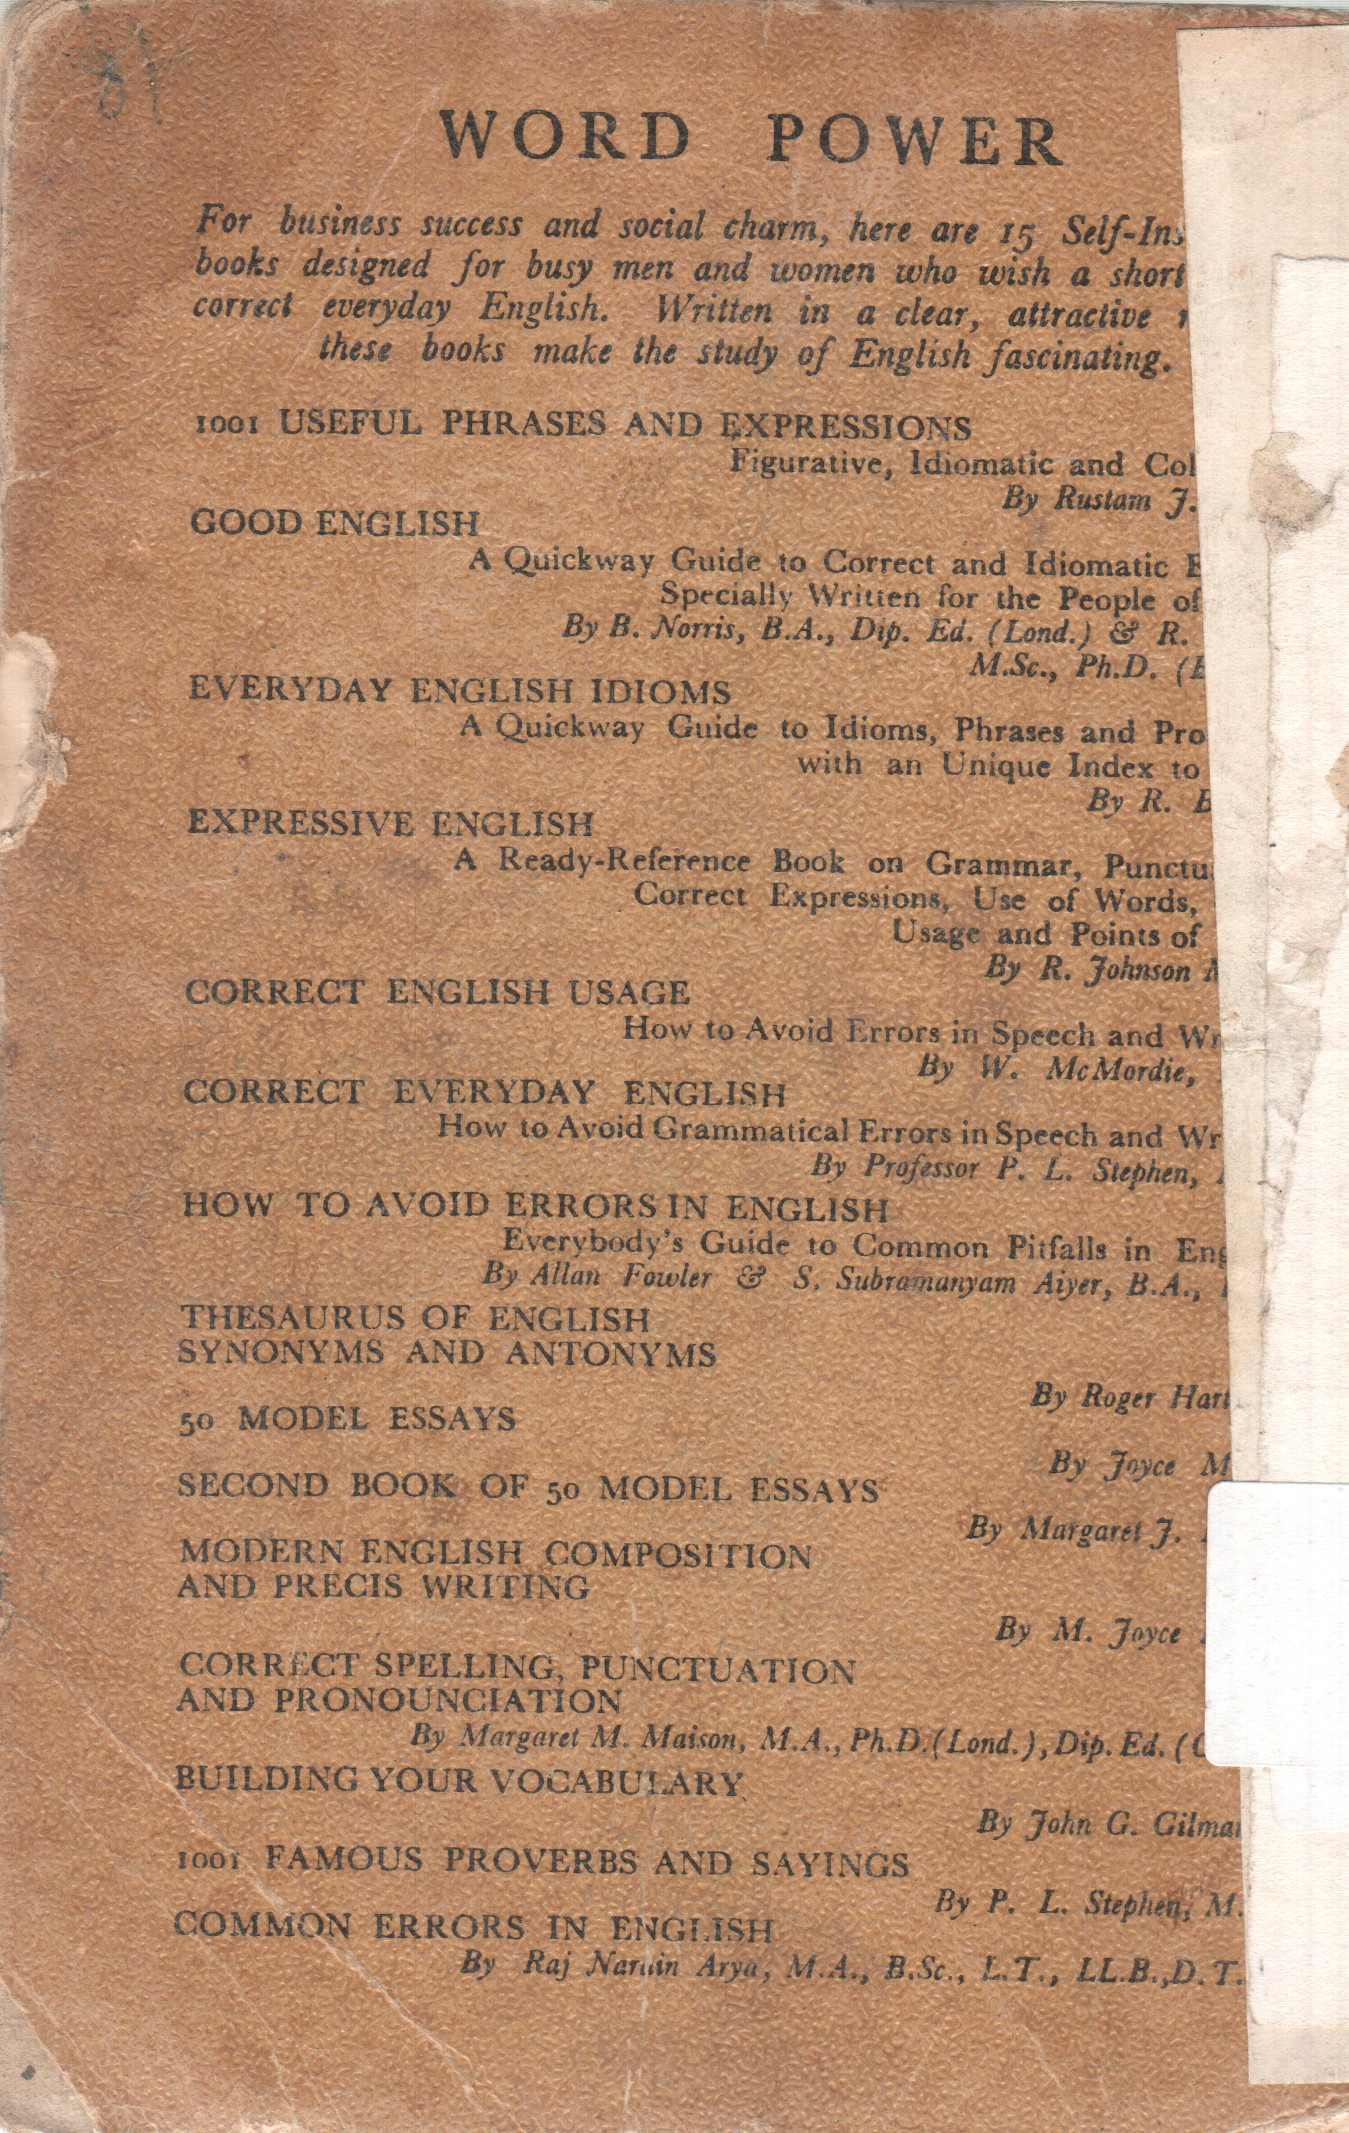 WORD POWER
For business success and social charm, here are 15
books designed for busy men and women who wish a short
correct everyday English. Written in a clear, attractive
these books make the study of English fascinating.
1001 USEFUL PHRASES AND EXPRESSIONS
Figurative, Idiomatic and
By Rustam J.
GOOD ENGLISH
A Quickway Guide to Correct and Idiomatic
Specially Written for the People of
By B. Norris, B.A., Dip. Ed. (Lond.) & R.
M.Sc., Ph.D.
EVERYDAY ENGLISH IDIOMS
A Quickway Guide to Idioms, Phrases and
with an Unique Index to
By R.
EXPRESSIVE ENGLISH
A Ready-Reference Book on Grammar,
Correct Expressions, Use of Words,
Usage and Points of
By R. Johnson
CORRECT ENGLISH USAGE
How to Avoid Errors in Speech and
By W. McMordie,
CORRECT EVERYDAY ENGLISH
How to Avoid Grammatical Errors in Speech and
By Professor P. L. Stephen,
HOW TO AVOID ERRORS IN ENGLISH
Everybody's Guide to Common Pitfalls in
By Allan Fowler & S. Subramanyam Aiyer, B.A.,
THESAURUS OF ENGLISH
SYNONYMS AND ANTONYMS
By Roger
50 MODEL ESSAYS
By Joyce
SECOND BOOK OF 50 MODEL ESSAYS
By Margaret J.
MODERN ENGLISH COMPOSITION
AND PRECIS WRITING
By M. Joyce
CORRECT SPELLING, PUNCTUATION
AND PRONOUNCIATION
By Margaret M. Maison, M.A., Ph.D.(Lond.), Dip. Ed.
BUILDING YOUR VOCABULARY
By John G.
1001 FAMOUS PROVERBS AND SAYINGS
By P. L. Stephen, M.
COMMON ERRORS IN ENGLISH
By Raj Narain Arya, M.A., B.Sc., L.T., LL.B., D.T.